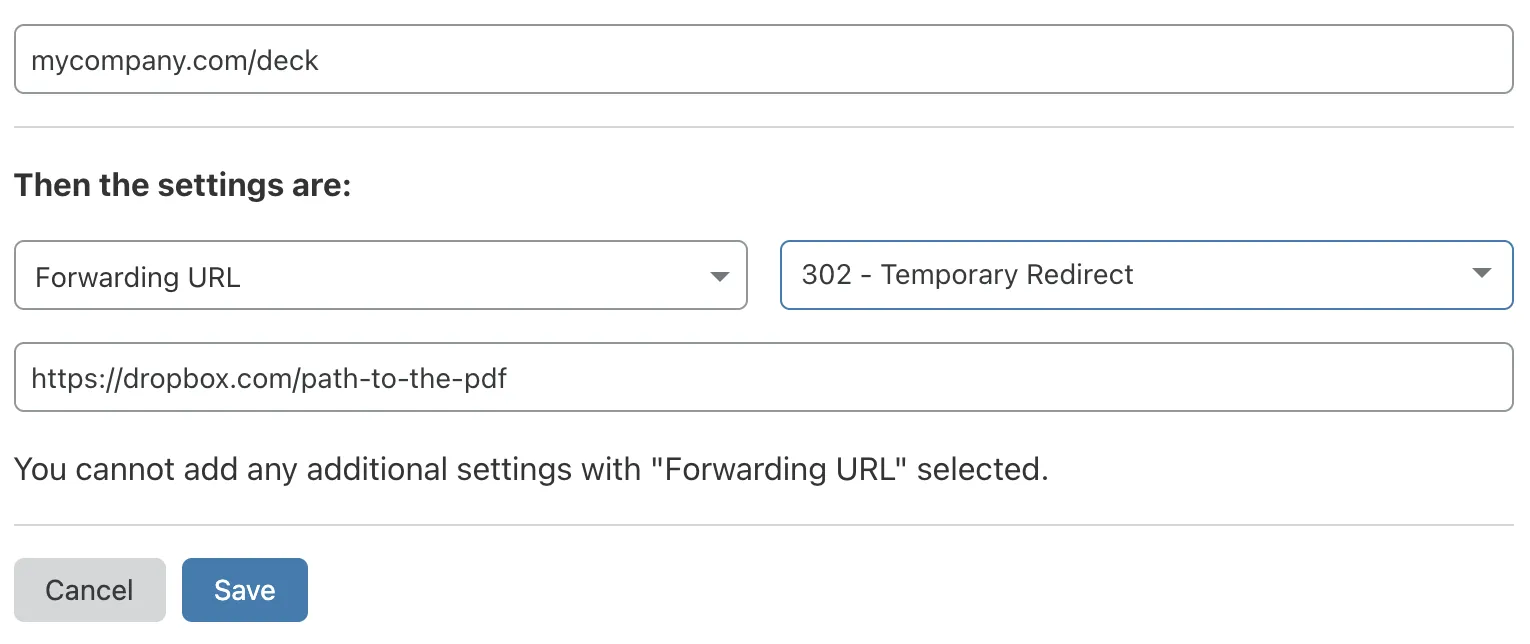 mycompany.com/deck
Then the settings are:
Forwarding URL
302 - Temporary Redirect
https://dropbox.com/path-to-the-pdf
You cannot add any additional settings with "Forwarding URL" selected.
Cancel
Save